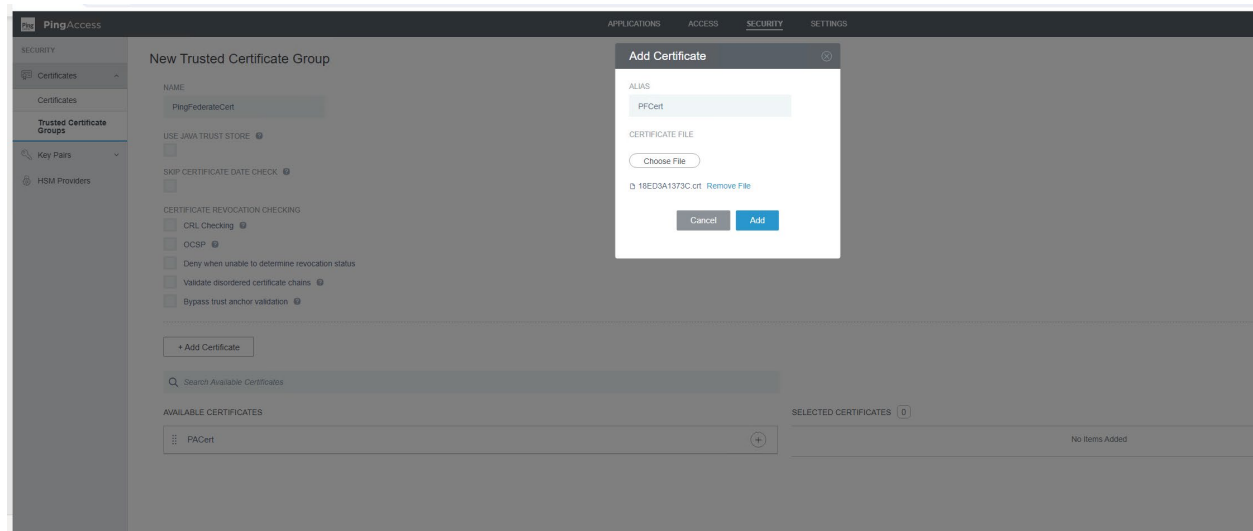 Ping PingAccess
APPLICATIONS ACCESS SECURITY SETTINGS
SECURITY
Certificates
Certificates
Trusted Certificate
Groups
Key Pairs
HSM Providers
New Trusted Certificate Group
NAME
PingFederateCert
USE JAVA TRUST STORE ?
SKIP CERTIFICATE DATE CHECK ?
CERTIFICATE REVOCATION CHECKING
CRL Checking ?
OCSP ?
Deny when unable to determine revocation status
Validate disordered certificate chains ?
Bypass trust anchor validation ?
+ Add Certificate
Search Available Certificates
AVAILABLE CERTIFICATES
PACert
SELECTED CERTIFICATES 0
No Items Added
Add Certificate
ALIAS
PFCert
CERTIFICATE FILE
Choose File
18ED3A1373C.crt Remove File
Cancel Add